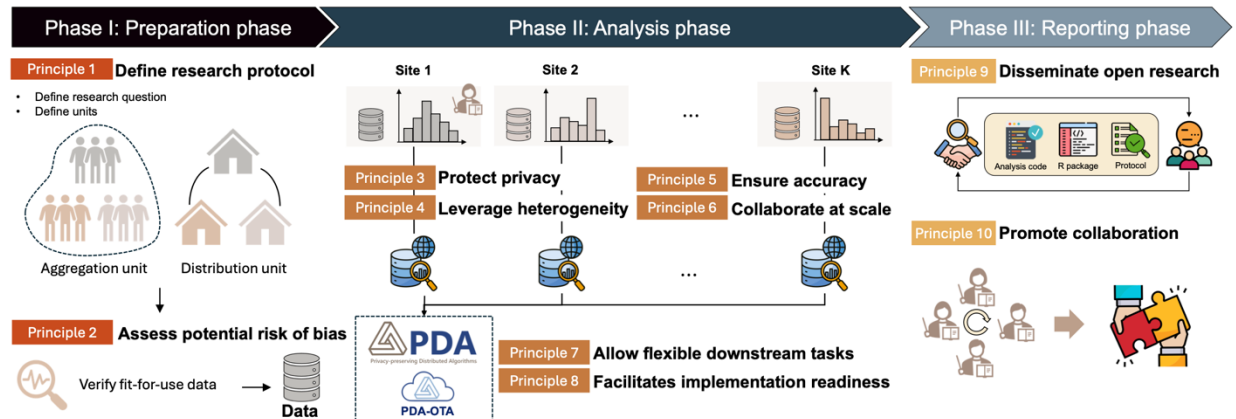 Phase I: Preparation phase
Phase II: Analysis phase
Phase III: Reporting phase
Principle 1 Define research protocol
• Define research question
• Define units
Aggregation unit
Distribution unit
Principle 2 Assess potential risk of bias
Verify fit-for-use data
Data
Site 1
Site 2
Site K
...
Principle 3 Protect privacy
Principle 4 Leverage heterogeneity
Principle 5 Ensure accuracy
Principle 6 Collaborate at scale
...
PDA
Privacy-preserving Distributed Algorithms
PDA-OTA
Principle 7 Allow flexible downstream tasks
Principle 8 Facilitates implementation readiness
Principle 9 Disseminate open research
Analysis code
R package
Protocol
Principle 10 Promote collaboration